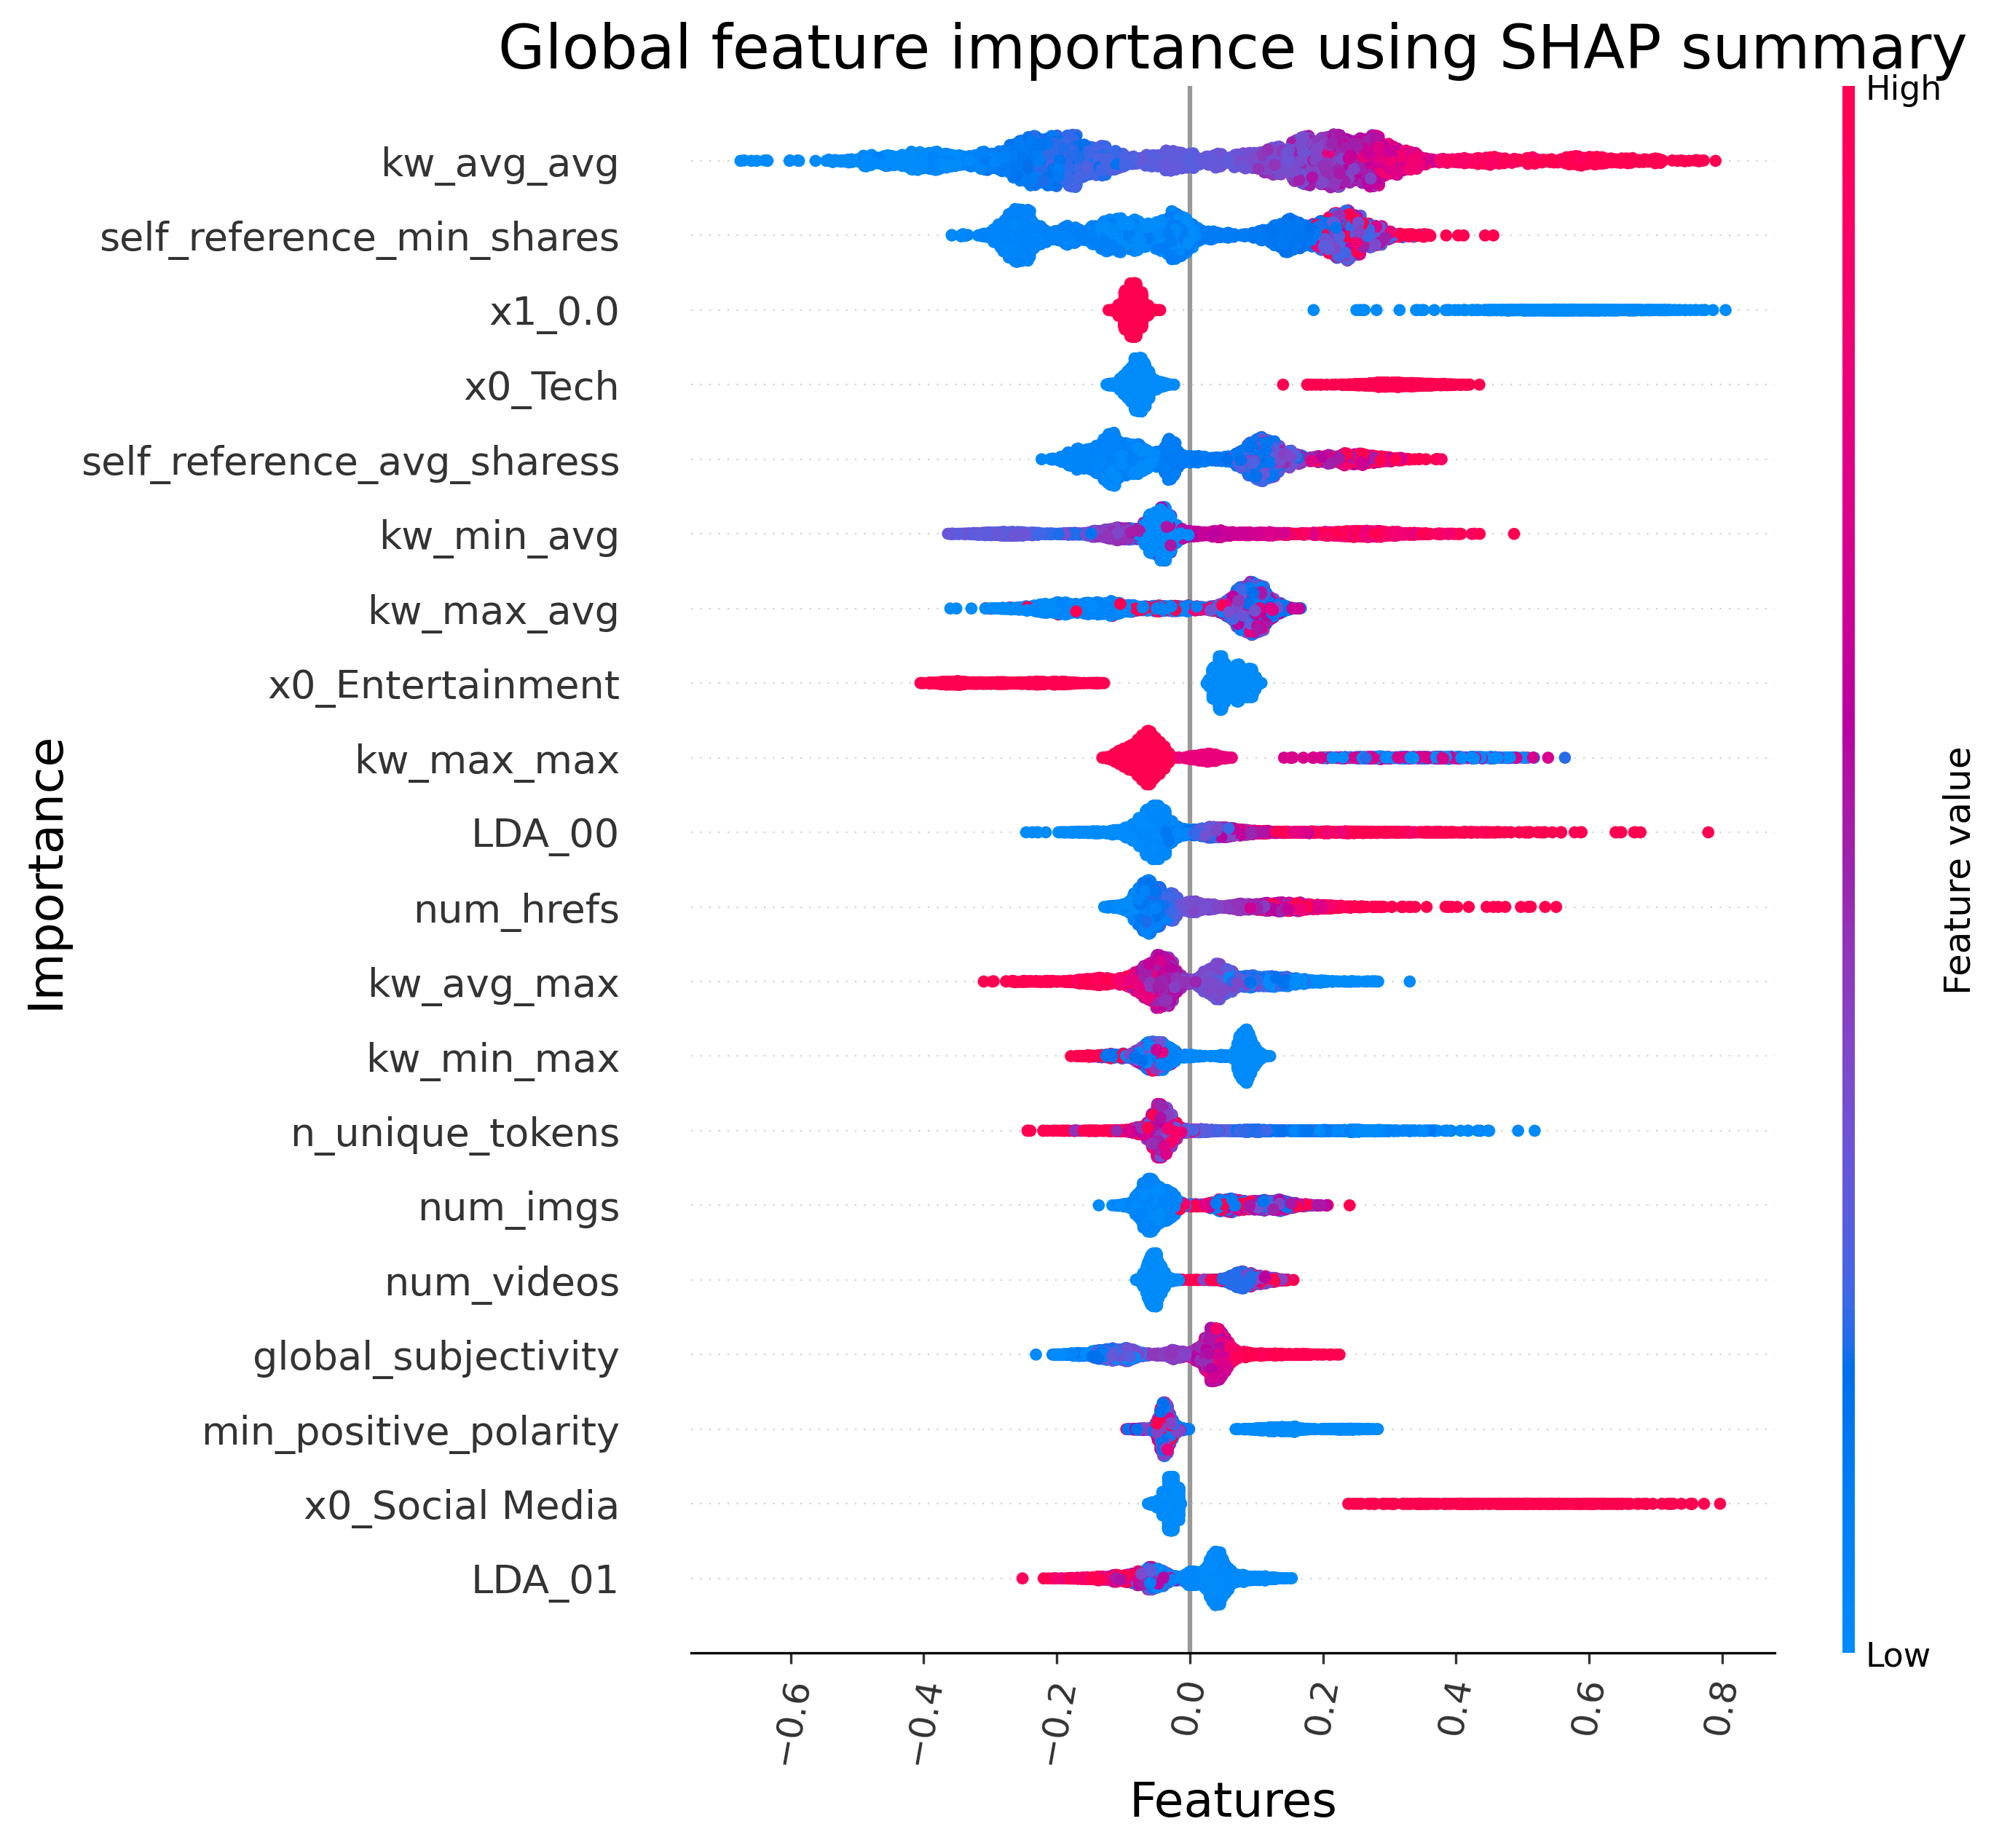 Global feature importance using SHAP summary
High
kw_avg_avg
self_reference_min_shares
x1_0.0
x0_Tech
self_reference_avg_sharess
kw_min_avg
kw_max_avg
x0_Entertainment
kw_max_max
LDA_00
num_hrefs
kw_avg_max
kw_min_max
n_unique_tokens
num_imgs
num_videos
global_subjectivity
min_positive_polarity
x0_Social Media
LDA_01
Importance
Feature value
Low
−0.6
−0.4
−0.2
0.0
0.2
0.4
0.6
0.8
Features